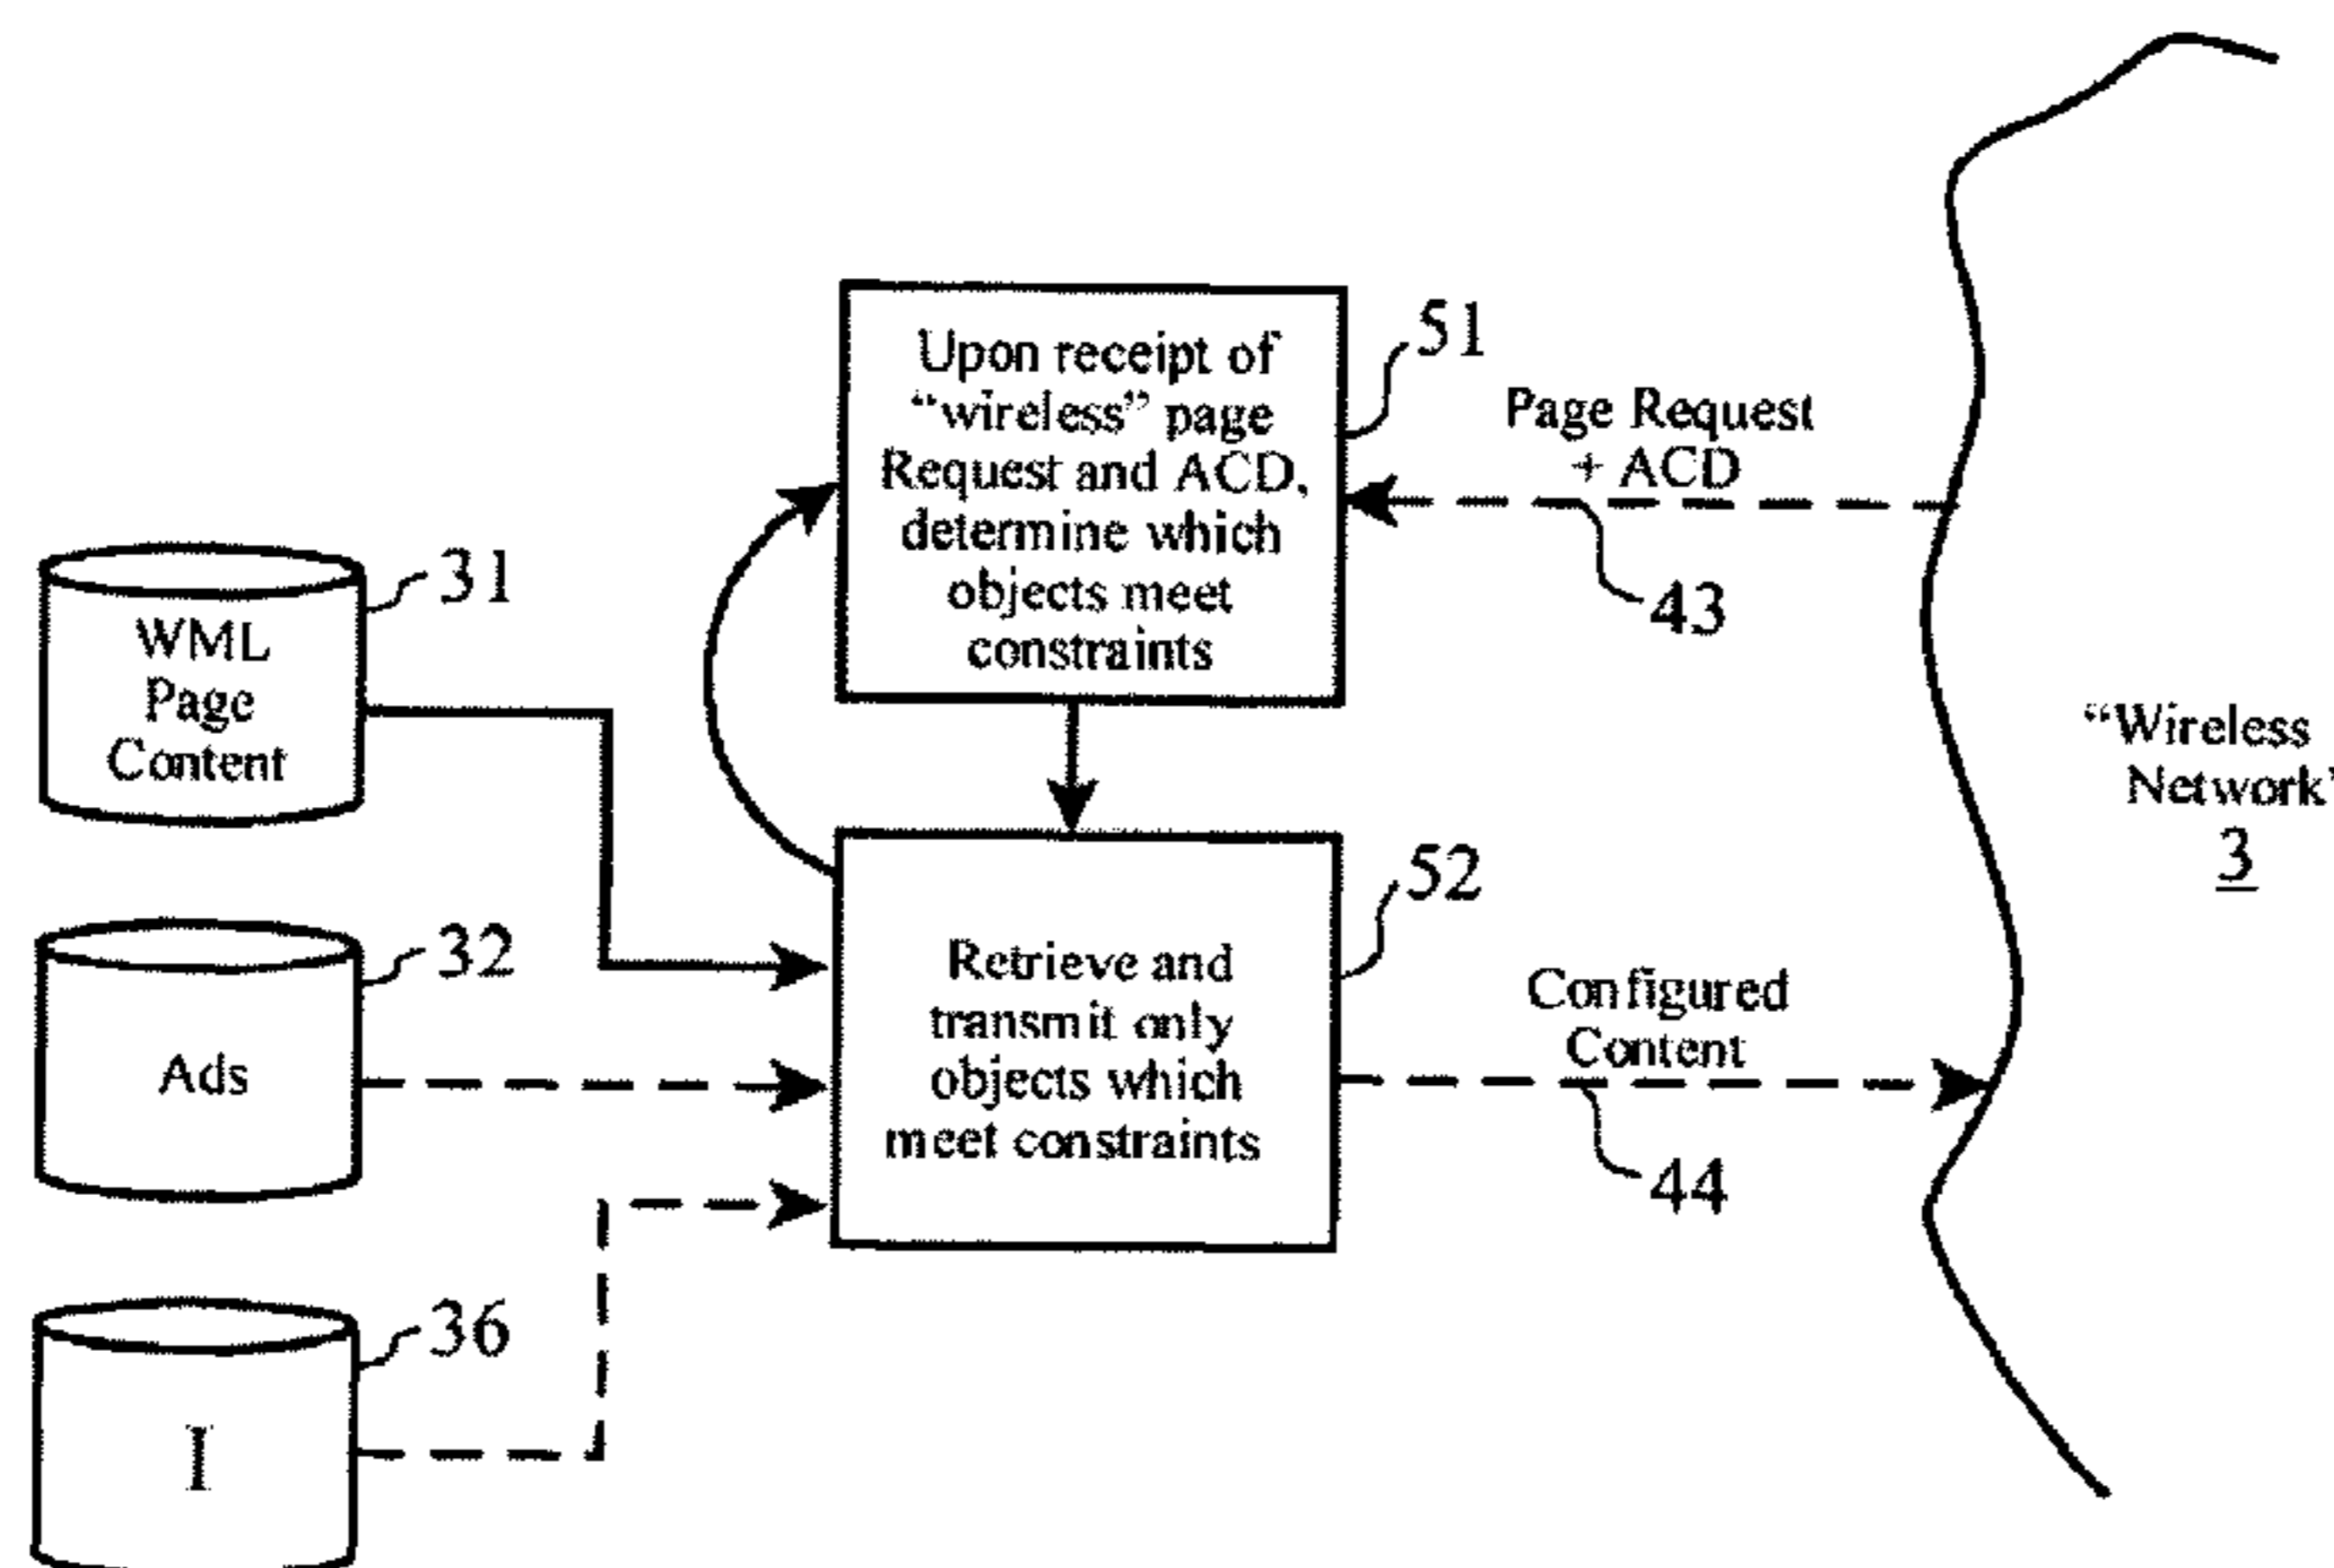 Upon receipt of
“wireless” page
Request and ACD,
determine which
objects meet
constraints
51
Page Request
+ ACD
43
31
WML
Page
Content
“Wireless
Network”
3
32
Ads
52
Retrieve and
transmit only
objects which
meet constraints
Configured
Content
44
36
I